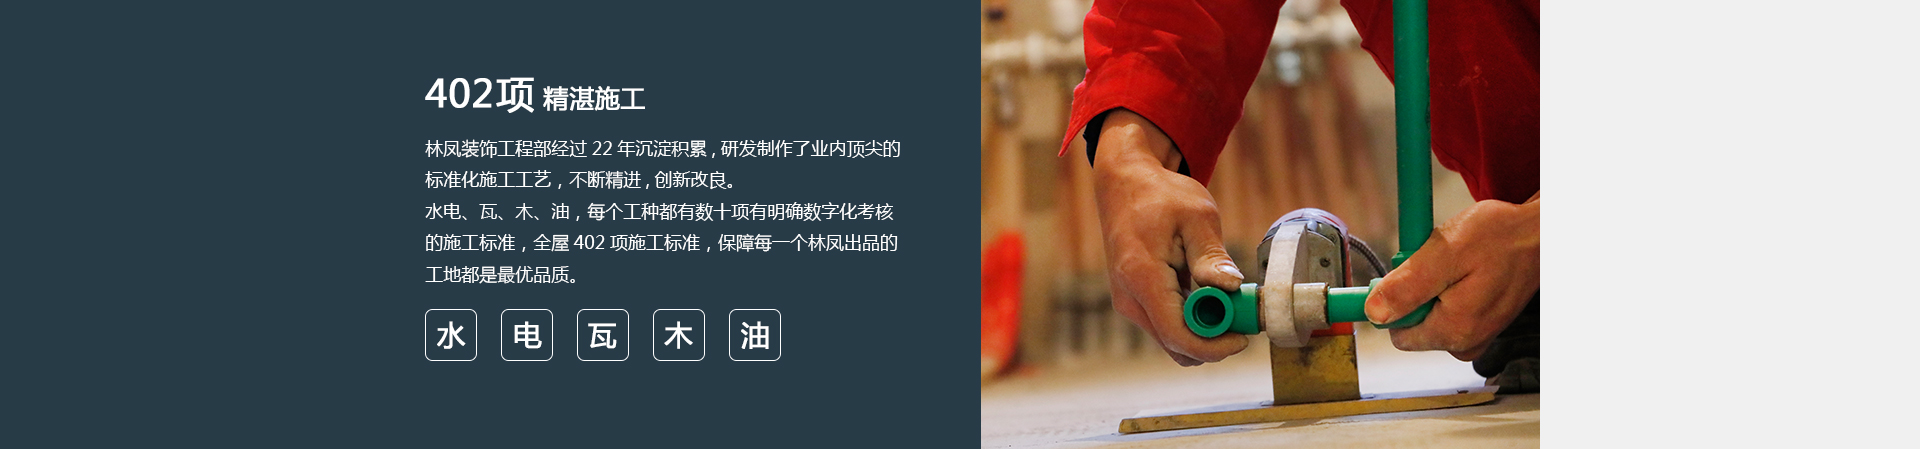 402项 精湛施工
林凤装饰工程部经过 22 年沉淀积累 , 研发制作了业内顶尖的
标准化施工工艺，不断精进 , 创新改良。
水电、瓦、木、油，每个工种都有数十项有明确数字化考核
的施工标准，全屋 402 项施工标准，保障每一个林凤出品的
工地都是最优品质。
水 电 瓦 木 油